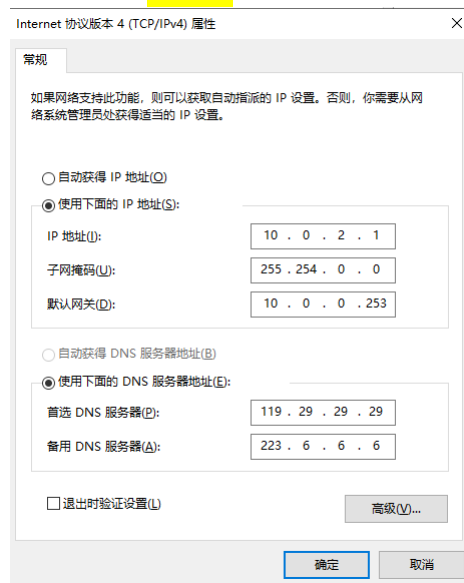 Internet 协议版本 4 (TCP/IPv4) 属性
常规
如果网络支持此功能，则可以获取自动指派的 IP 设置。否则，你需要从网
络系统管理员处获得适当的 IP 设置。
自动获得 IP 地址(O)
使用下面的 IP 地址(S):
IP 地址(I): 10 . 0 . 2 . 1
子网掩码(U): 255 . 254 . 0 . 0
默认网关(D): 10 . 0 . 0 . 253
自动获得 DNS 服务器地址(B)
使用下面的 DNS 服务器地址(E):
首选 DNS 服务器(P): 119 . 29 . 29 . 29
备用 DNS 服务器(A): 223 . 6 . 6 . 6
退出时验证设置(L)
高级(V)...
确定 取消